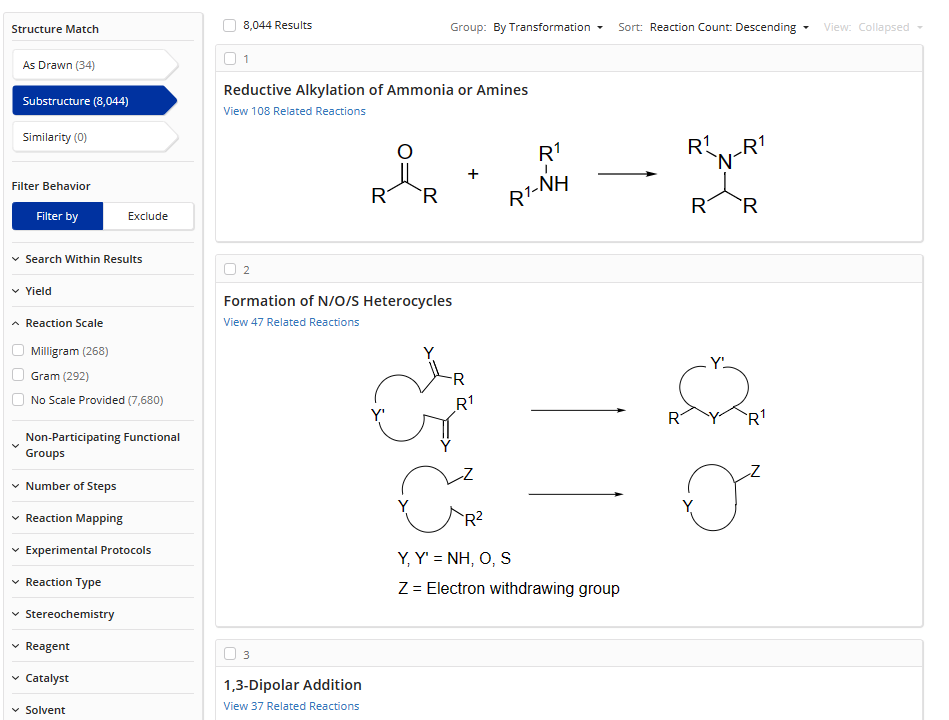 Structure Match
As Drawn (34)
Substructure (8,044)
Similarity (0)
Filter Behavior
Filter by
Exclude
Search Within Results
Yield
Reaction Scale
Milligram (268)
Gram (292)
No Scale Provided (7,680)
Non-Participating Functional
Groups
Number of Steps
Reaction Mapping
Experimental Protocols
Reaction Type
Stereochemistry
Reagent
Catalyst
Solvent
8,044 Results
Group: By Transformation
Sort: Reaction Count: Descending
View: Collapsed
1
Reductive Alkylation of Ammonia or Amines
View 108 Related Reactions
O
R R
+
R¹
R¹ NH
R¹ R¹
N
R R
2
Formation of N/O/S Heterocycles
View 47 Related Reactions
Y
R
R¹
Y'
Y
Y'
R Y R¹
Z
Y
R²
Z
Y
Y, Y' = NH, O, S
Z = Electron withdrawing group
3
1,3-Dipolar Addition
View 37 Related Reactions